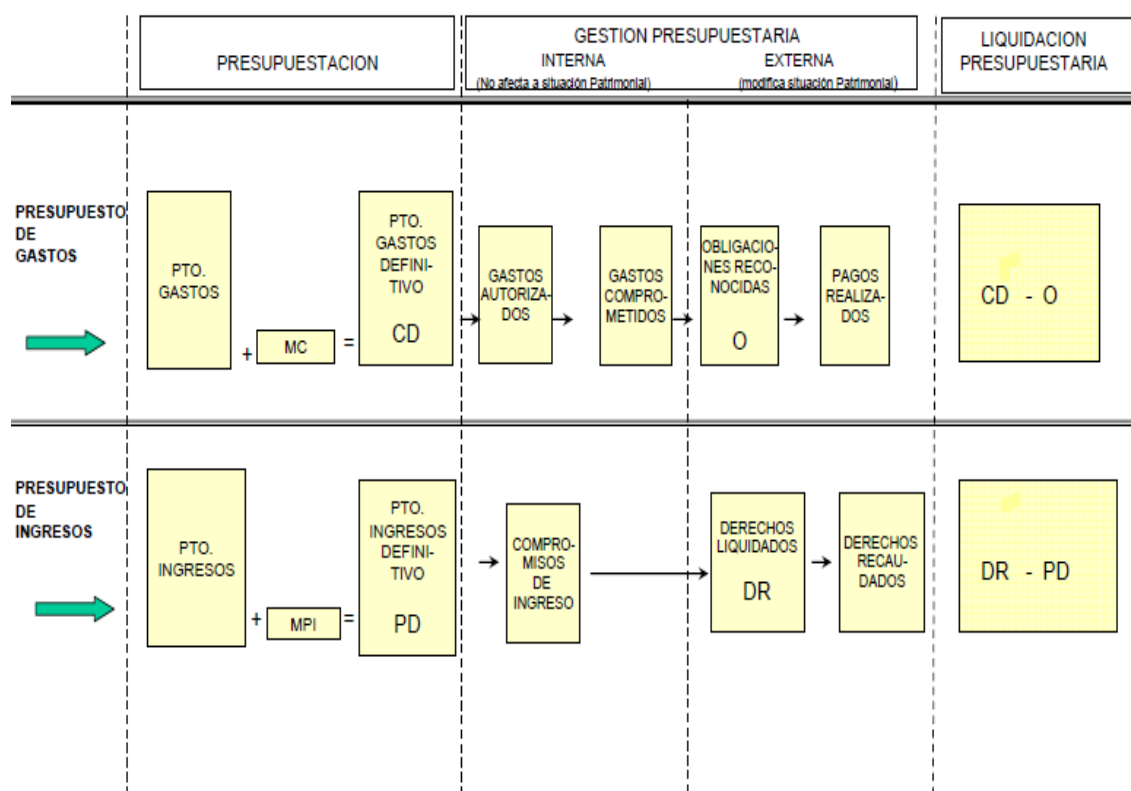 PRESUPUESTACION
GESTION PRESUPUESTARIA
INTERNA
(No afecta a situación Patrimonial)
EXTERNA
(modifica situación Patrimonial)
LIQUIDACION
PRESUPUESTARIA
PRESUPUESTO
DE
GASTOS
PTO.
GASTOS
+
MC
=
PTO.
GASTOS
DEFINI-
TIVO
CD
GASTOS
AUTORIZA-
DOS
GASTOS
COMPRO-
METIDOS
OBLIGACIO-
NES RECO-
NOCIDAS
O
PAGOS
REALIZA-
DOS
CD - O
PRESUPUESTO
DE
INGRESOS
PTO.
INGRESOS
+
MPI
=
PTO.
INGRESOS
DEFINI-
TIVO
PD
COMPRO-
MISOS
DE
INGRESO
DERECHOS
LIQUIDADOS
DR
DERECHOS
RECAU-
DADOS
DR - PD